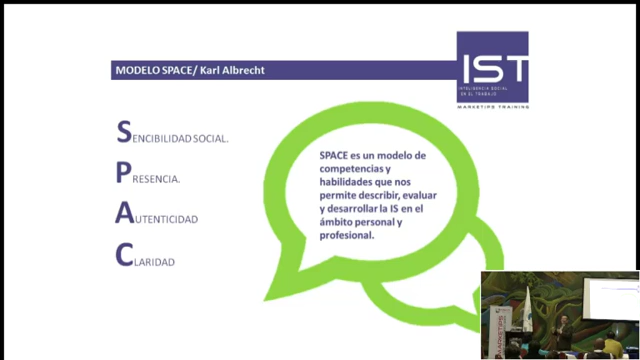 MODELO SPACE/ Karl Albrecht
IST
INTELIGENCIA SOCIAL
EN EL TRABAJO
MARKETIPS TRAINING
SENCIBILIDAD SOCIAL.
PRESENCIA.
AUTENTICIDAD
CLARIDAD
SPACE es un modelo de
competencias y
habilidades que nos
permite describir, evaluar
y desarrollar la IS en el
ámbito personal y
profesional.
MARKETIPS